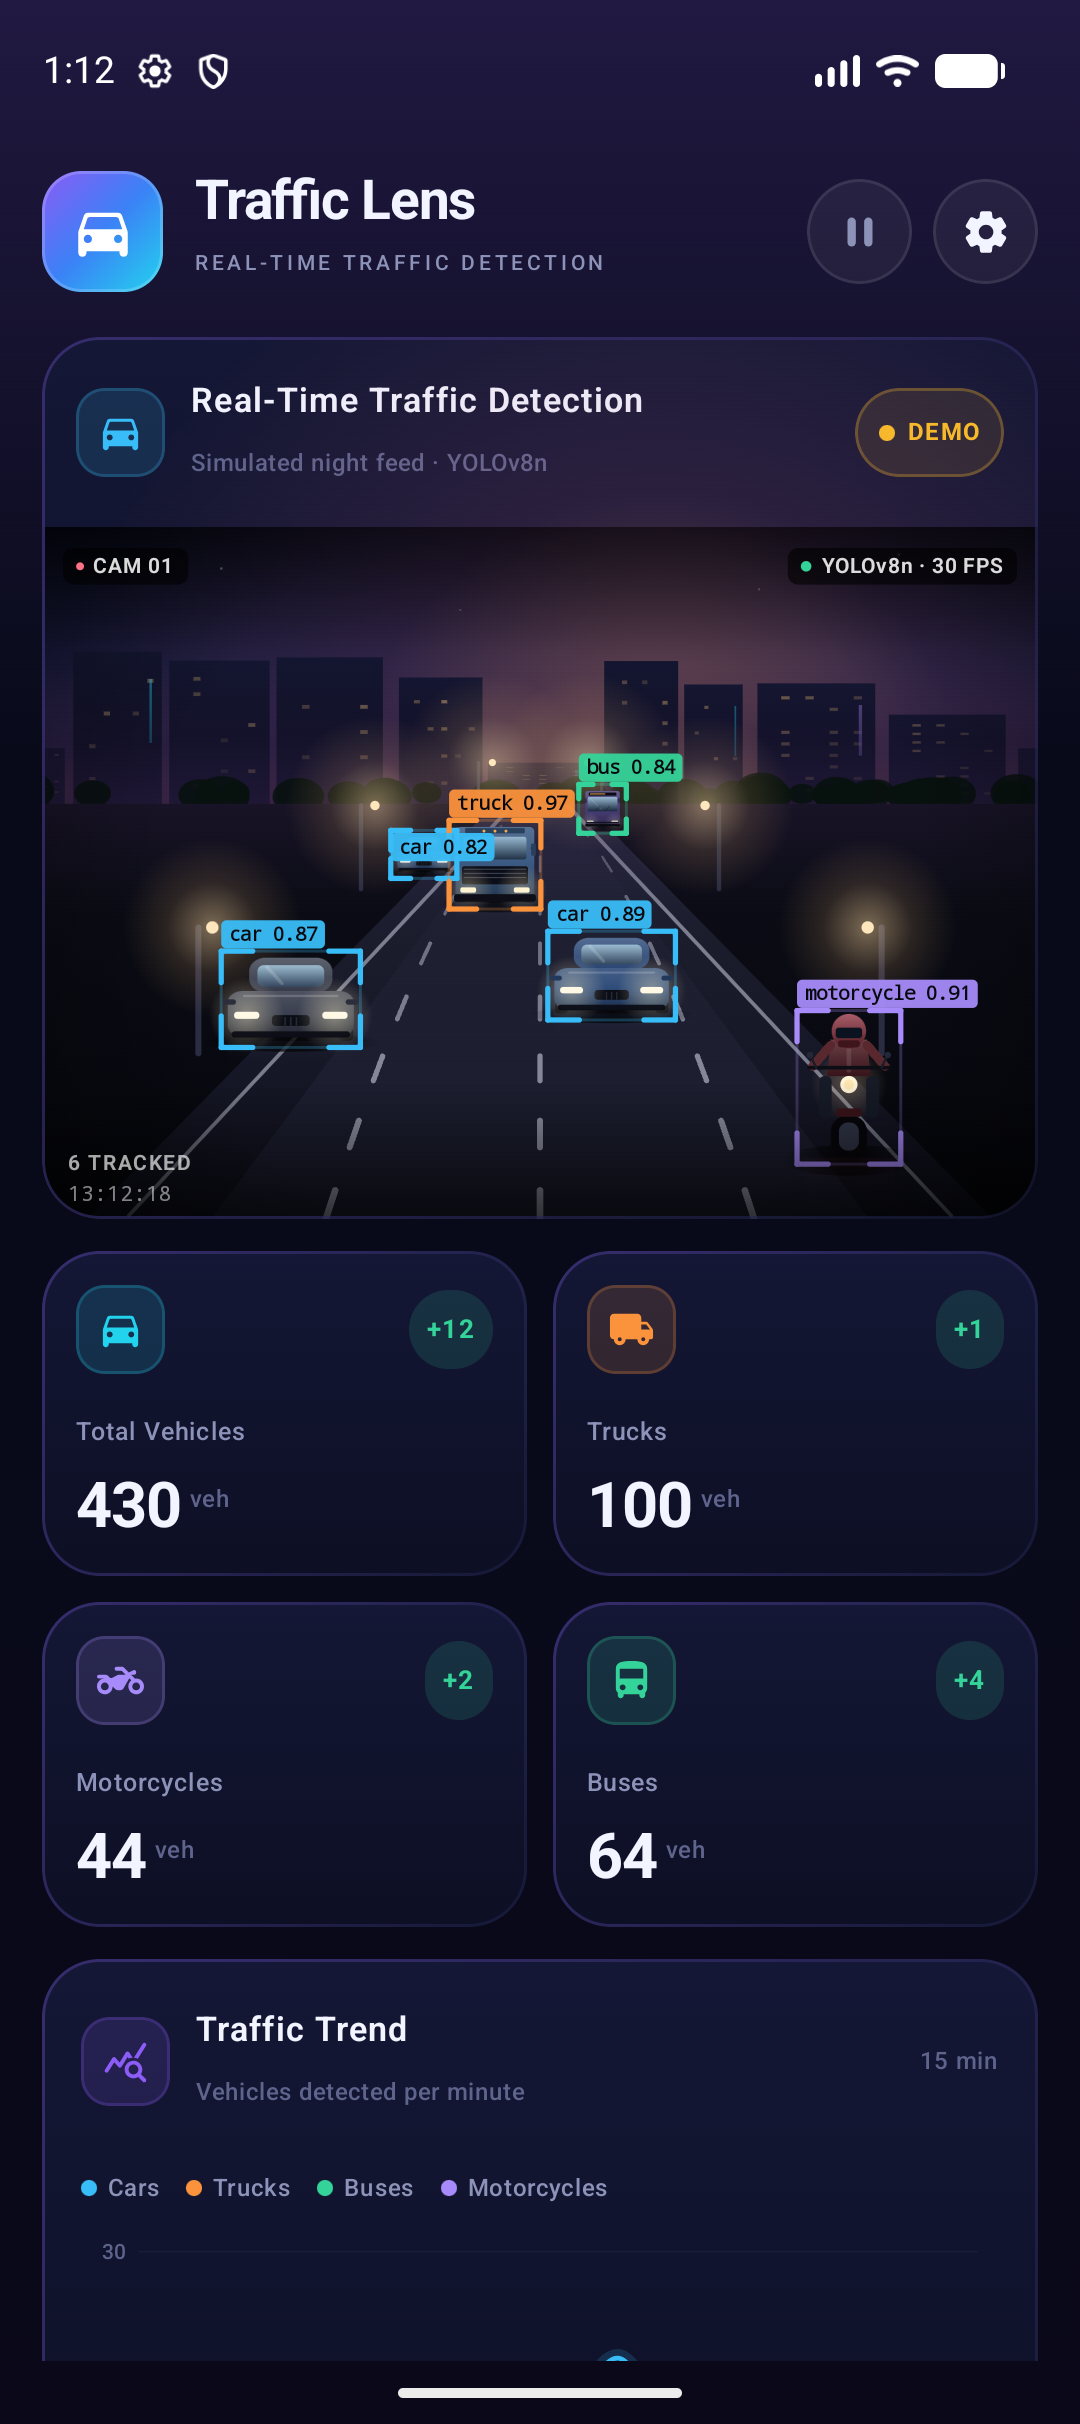 1:12
Traffic Lens
REAL-TIME TRAFFIC DETECTION
Real-Time Traffic Detection
Simulated night feed · YOLOv8n
DEMO
CAM 01
YOLOv8n · 30 FPS
bus 0.84
truck 0.97
car 0.82
car 0.89
car 0.87
motorcycle 0.91
6 TRACKED
13:12:18
+12
Total Vehicles
430 veh
+1
Trucks
100 veh
+2
Motorcycles
44 veh
+4
Buses
64 veh
Traffic Trend
Vehicles detected per minute
15 min
Cars Trucks Buses Motorcycles
30